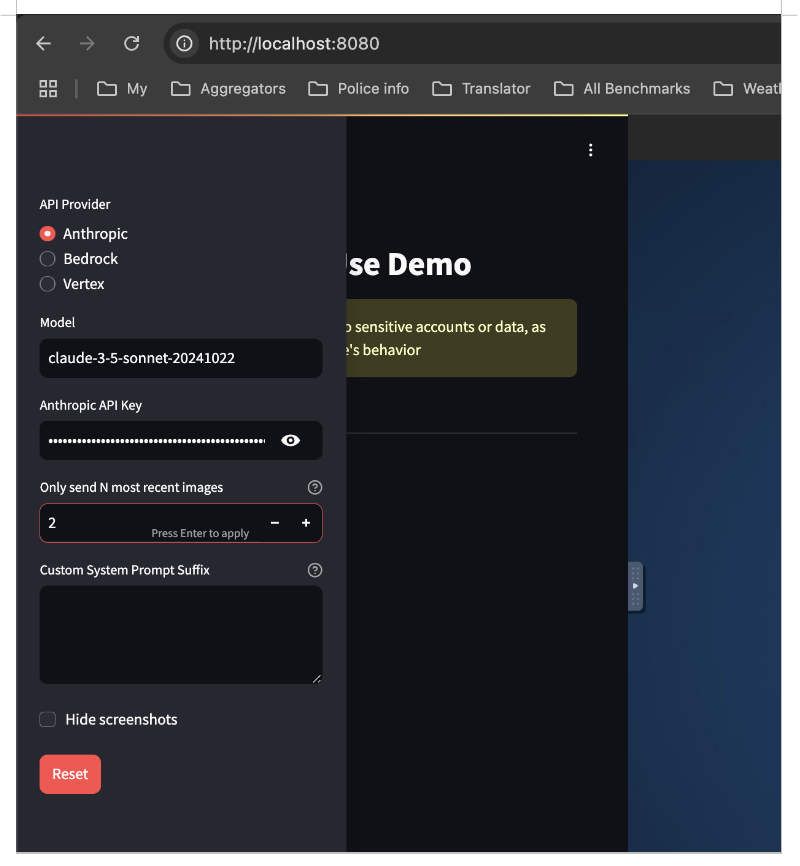 http://localhost:8080
My Aggregators Police info Translator All Benchmarks
API Provider
Anthropic
Bedrock
Vertex
Model
claude-3-5-sonnet-20241022
Anthropic API Key
Only send N most recent images
2
Press Enter to apply
Custom System Prompt Suffix
Hide screenshots
Reset
Use Demo
sensitive accounts or data, as
's behavior